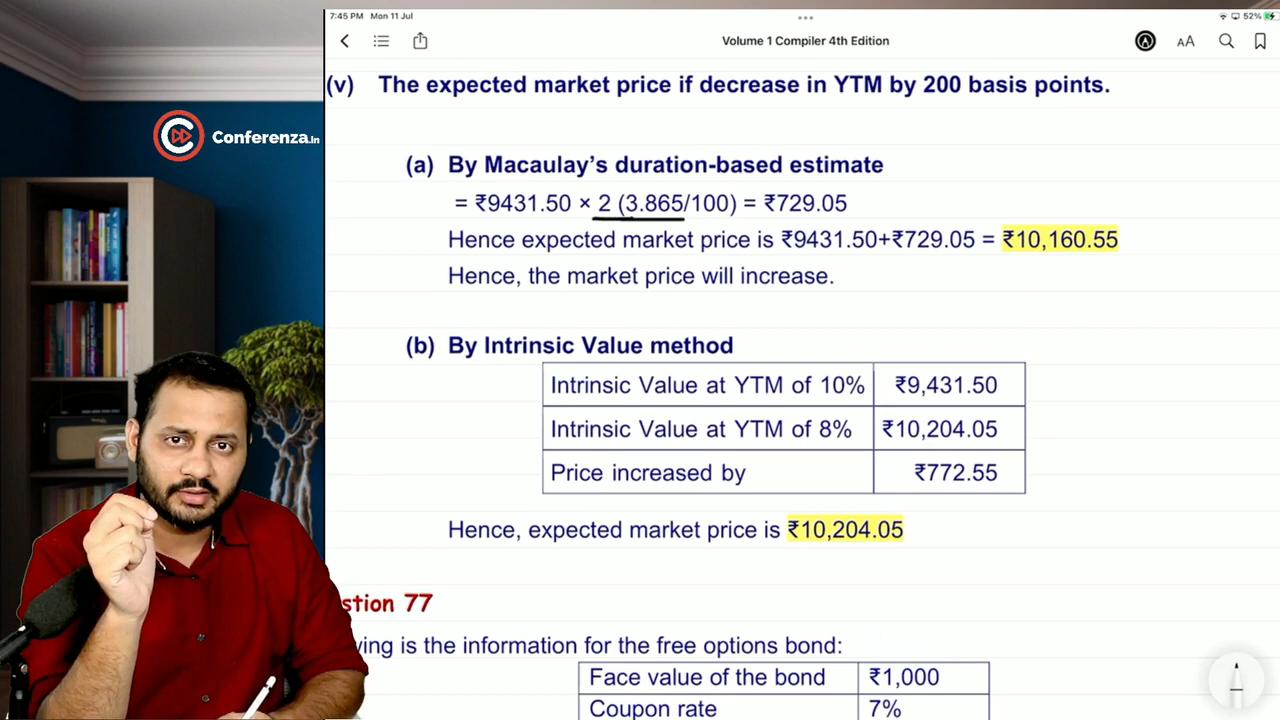 7:45 PM Mon 11 Jul
52%
Volume 1 Compiler 4th Edition
AA
(v) The expected market price if decrease in YTM by 200 basis points.
Conferenza.in
(a) By Macaulay's duration-based estimate
= ₹9431.50 × 2 (3.865/100) = ₹729.05
Hence expected market price is ₹9431.50+₹729.05 = ₹10,160.55
Hence, the market price will increase.
(b) By Intrinsic Value method
Intrinsic Value at YTM of 10% ₹9,431.50
Intrinsic Value at YTM of 8% ₹10,204.05
Price increased by ₹772.55
Hence, expected market price is ₹10,204.05
stion 77
ving is the information for the free options bond:
Face value of the bond ₹1,000
Coupon rate 7%